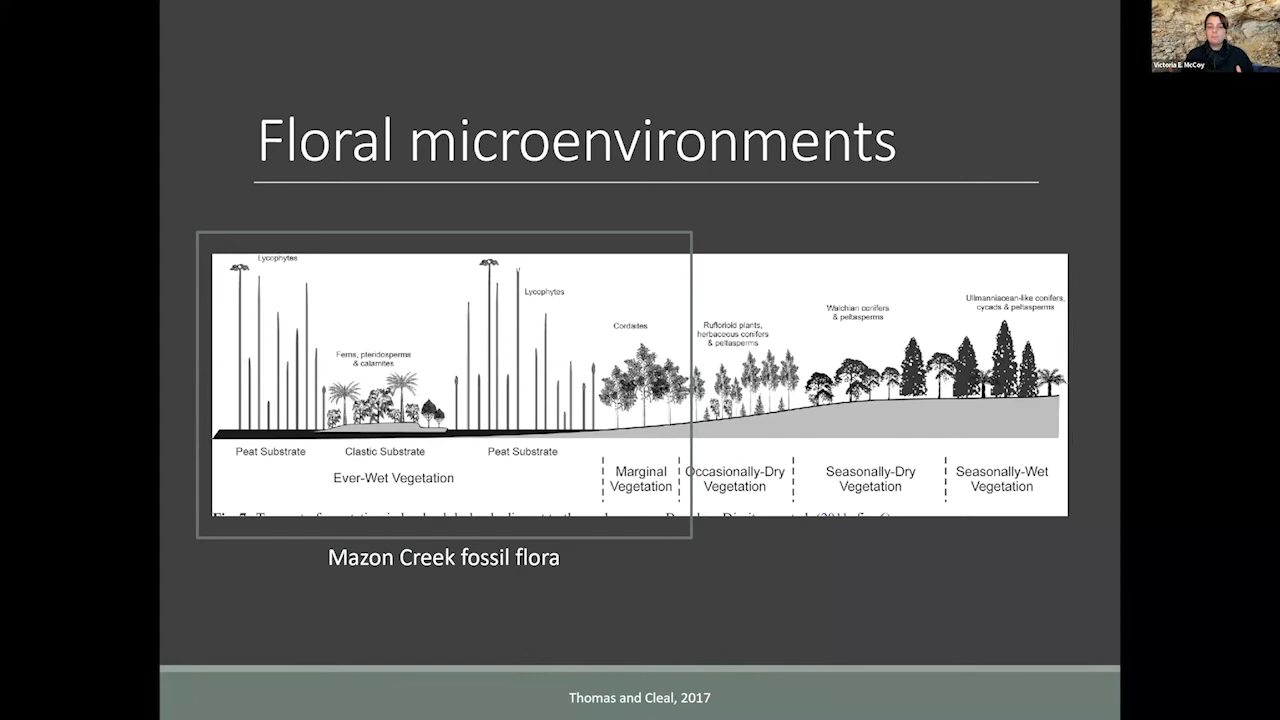 Victoria E. McCoy
Floral microenvironments
Lycophytes
Lycophytes
Ferns, pteridosperms
& calamites
Cordaites
Ruflorioid plants,
herbaceous conifers
& peltasperms
Walchian conifers
& peltasperms
Ullmanniacean-like conifers,
cycads & peltasperms
Peat Substrate
Clastic Substrate
Peat Substrate
Ever-Wet Vegetation
Marginal
Vegetation
Occasionally-Dry
Vegetation
Seasonally-Dry
Vegetation
Seasonally-Wet
Vegetation
Mazon Creek fossil flora
Thomas and Cleal, 2017